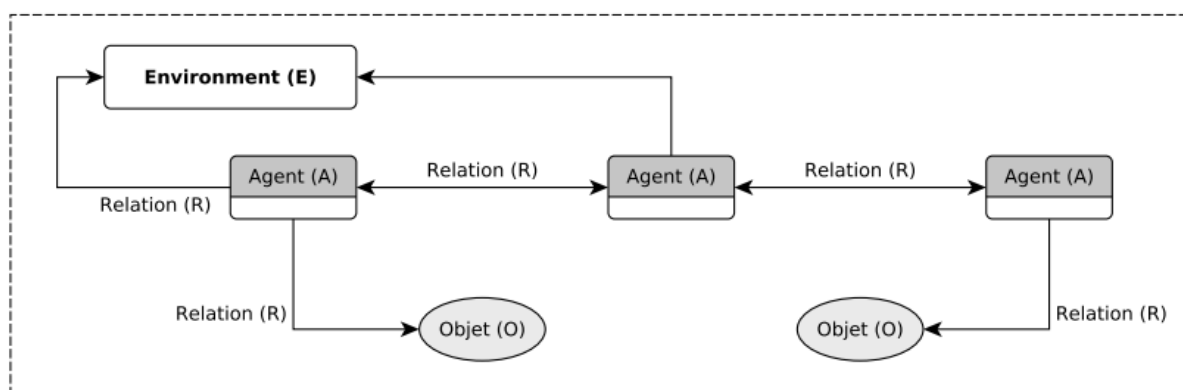 Environment (E)
Relation (R)
Relation (R)
Agent (A)
Agent (A)
Agent (A)
Relation (R)
Relation (R)
Relation (R)
Objet (O)
Objet (O)